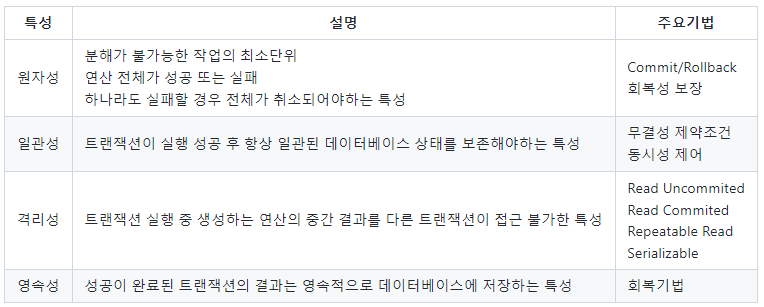 특성 설명 주요기법
원자성
분해가 불가능한 작업의 최소단위
연산 전체가 성공 또는 실패
하나라도 실패할 경우 전체가 취소되어야하는 특성
Commit/Rollback
회복성 보장
일관성
트랜잭션이 실행 성공 후 항상 일관된 데이터베이스 상태를 보존해야하는 특성
무결성 제약조건
동시성 제어
격리성
트랜잭션 실행 중 생성하는 연산의 중간 결과를 다른 트랜잭션이 접근 불가한 특성
Read Uncommited
Read Commited
Repeatable Read
Serializable
영속성
성공이 완료된 트랜잭션의 결과는 영속적으로 데이터베이스에 저장하는 특성
회복기법